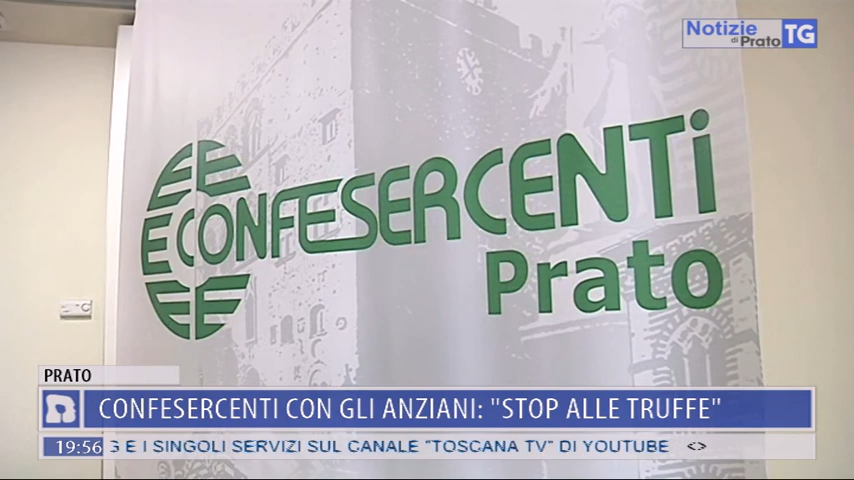 Notizie
di Prato TG
E CONFESERCENTi
Prato
PRATO
CONFESERCENTI CON GLI ANZIANI: "STOP ALLE TRUFFE"
19:56 G E I SINGOLI SERVIZI SUL CANALE "TOSCANA TV" DI YOUTUBE <>